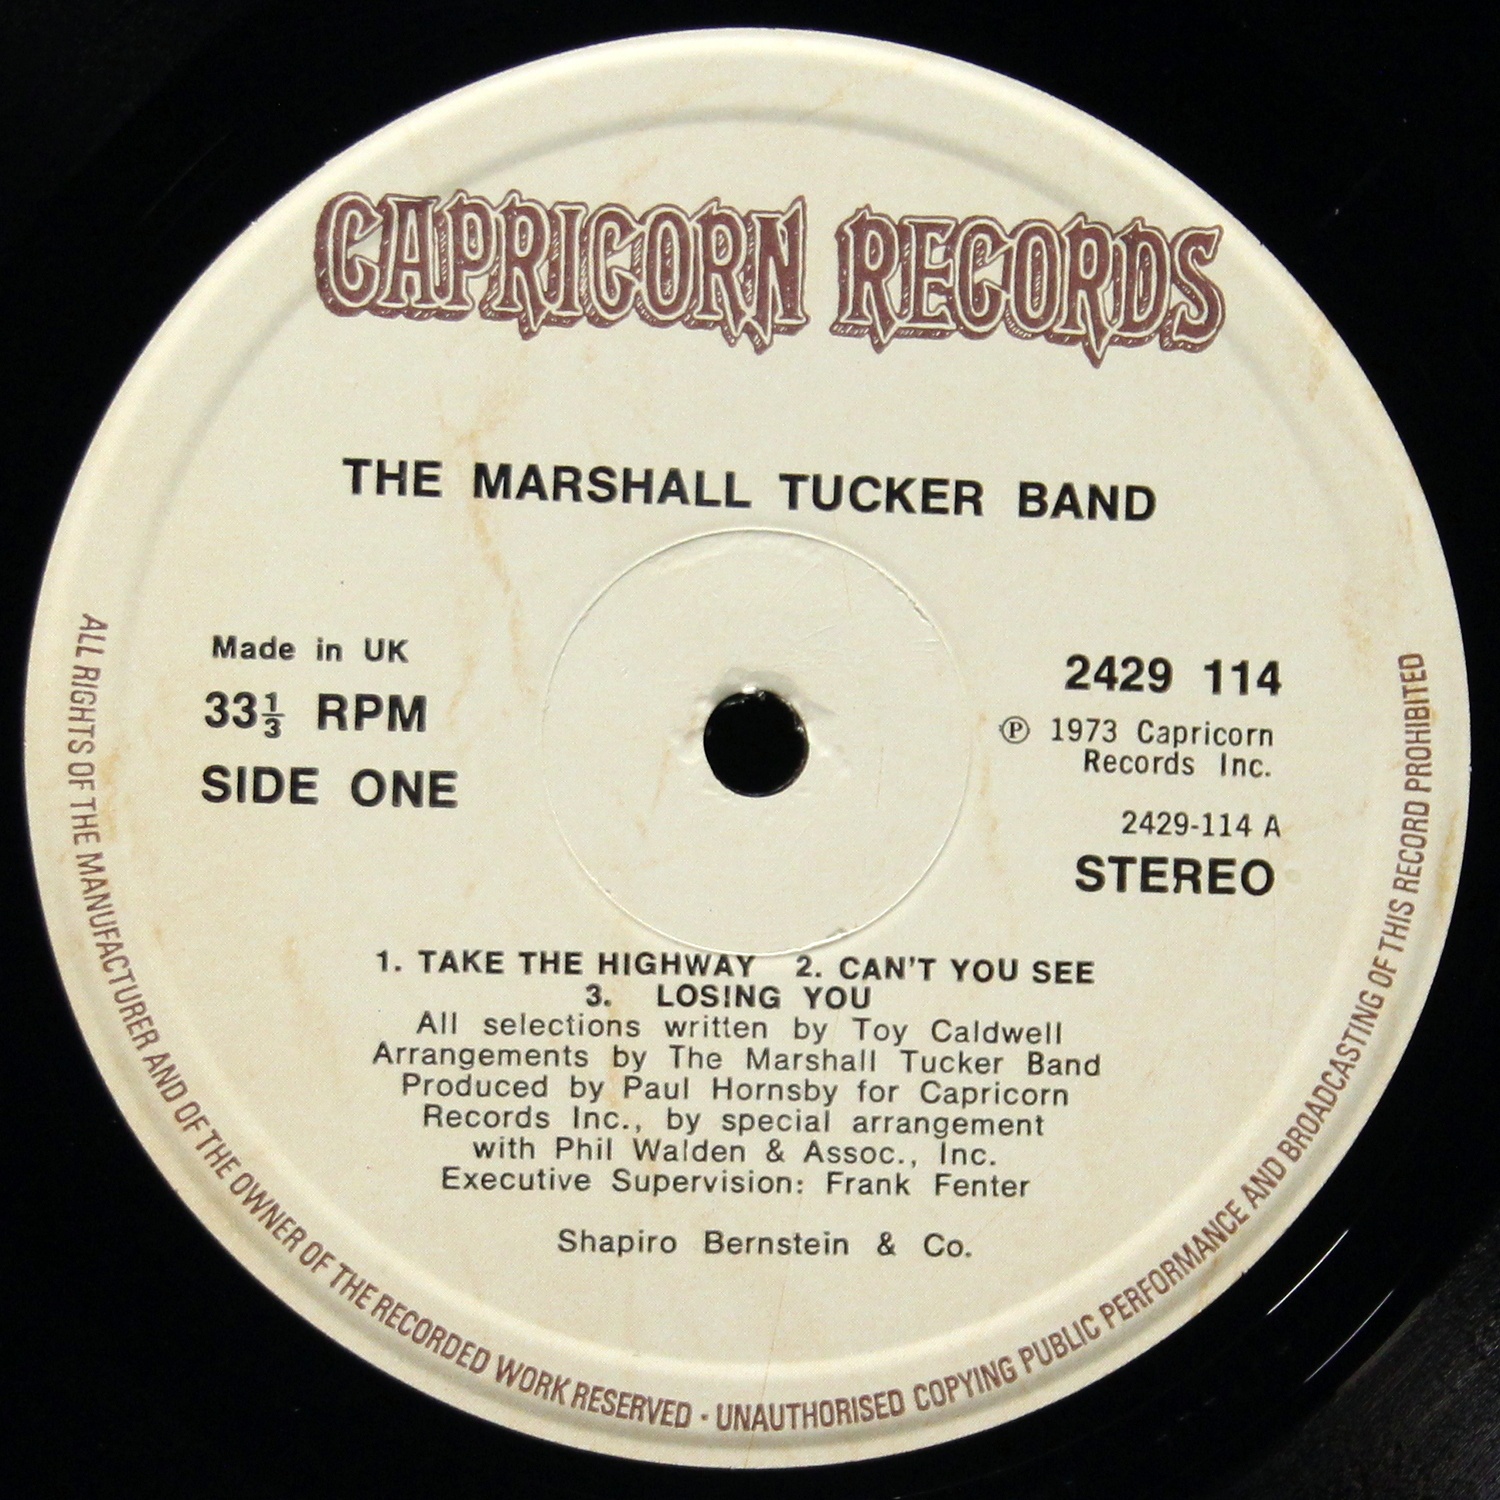 CAPRICORN RECORDS
THE MARSHALL TUCKER BAND
Made in UK
33⅓ RPM
SIDE ONE
2429 114
℗ 1973 Capricorn
Records Inc.
2429-114 A
STEREO
1. TAKE THE HIGHWAY 2. CAN'T YOU SEE
3. LOSING YOU
All selections written by Toy Caldwell
Arrangements by The Marshall Tucker Band
Produced by Paul Hornsby for Capricorn
Records Inc., by special arrangement
with Phil Walden & Assoc., Inc.
Executive Supervision: Frank Fenter
Shapiro Bernstein & Co.
ALL RIGHTS OF THE MANUFACTURER AND OF THE OWNER OF THE RECORDED WORK RESERVED · UNAUTHORISED COPYING PUBLIC PERFORMANCE AND BROADCASTING OF THIS RECORD PROHIBITED